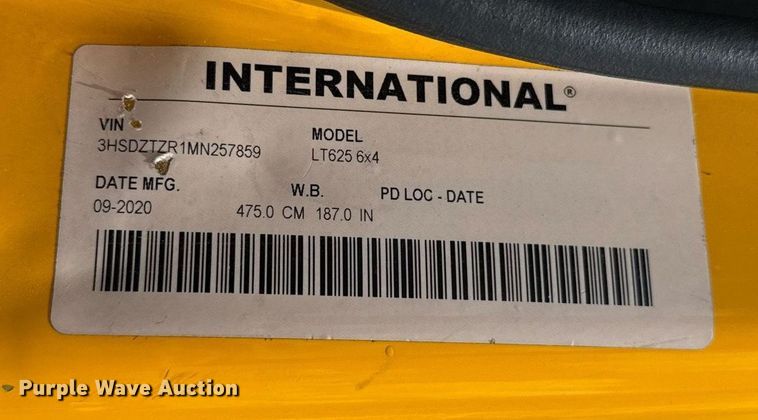 INTERNATIONAL®
VIN MODEL
3HSDZTZR1MN257859 LT625 6x4
DATE MFG. W.B. PD LOC - DATE
09-2020 475.0 CM 187.0 IN
Purple Wave Auction